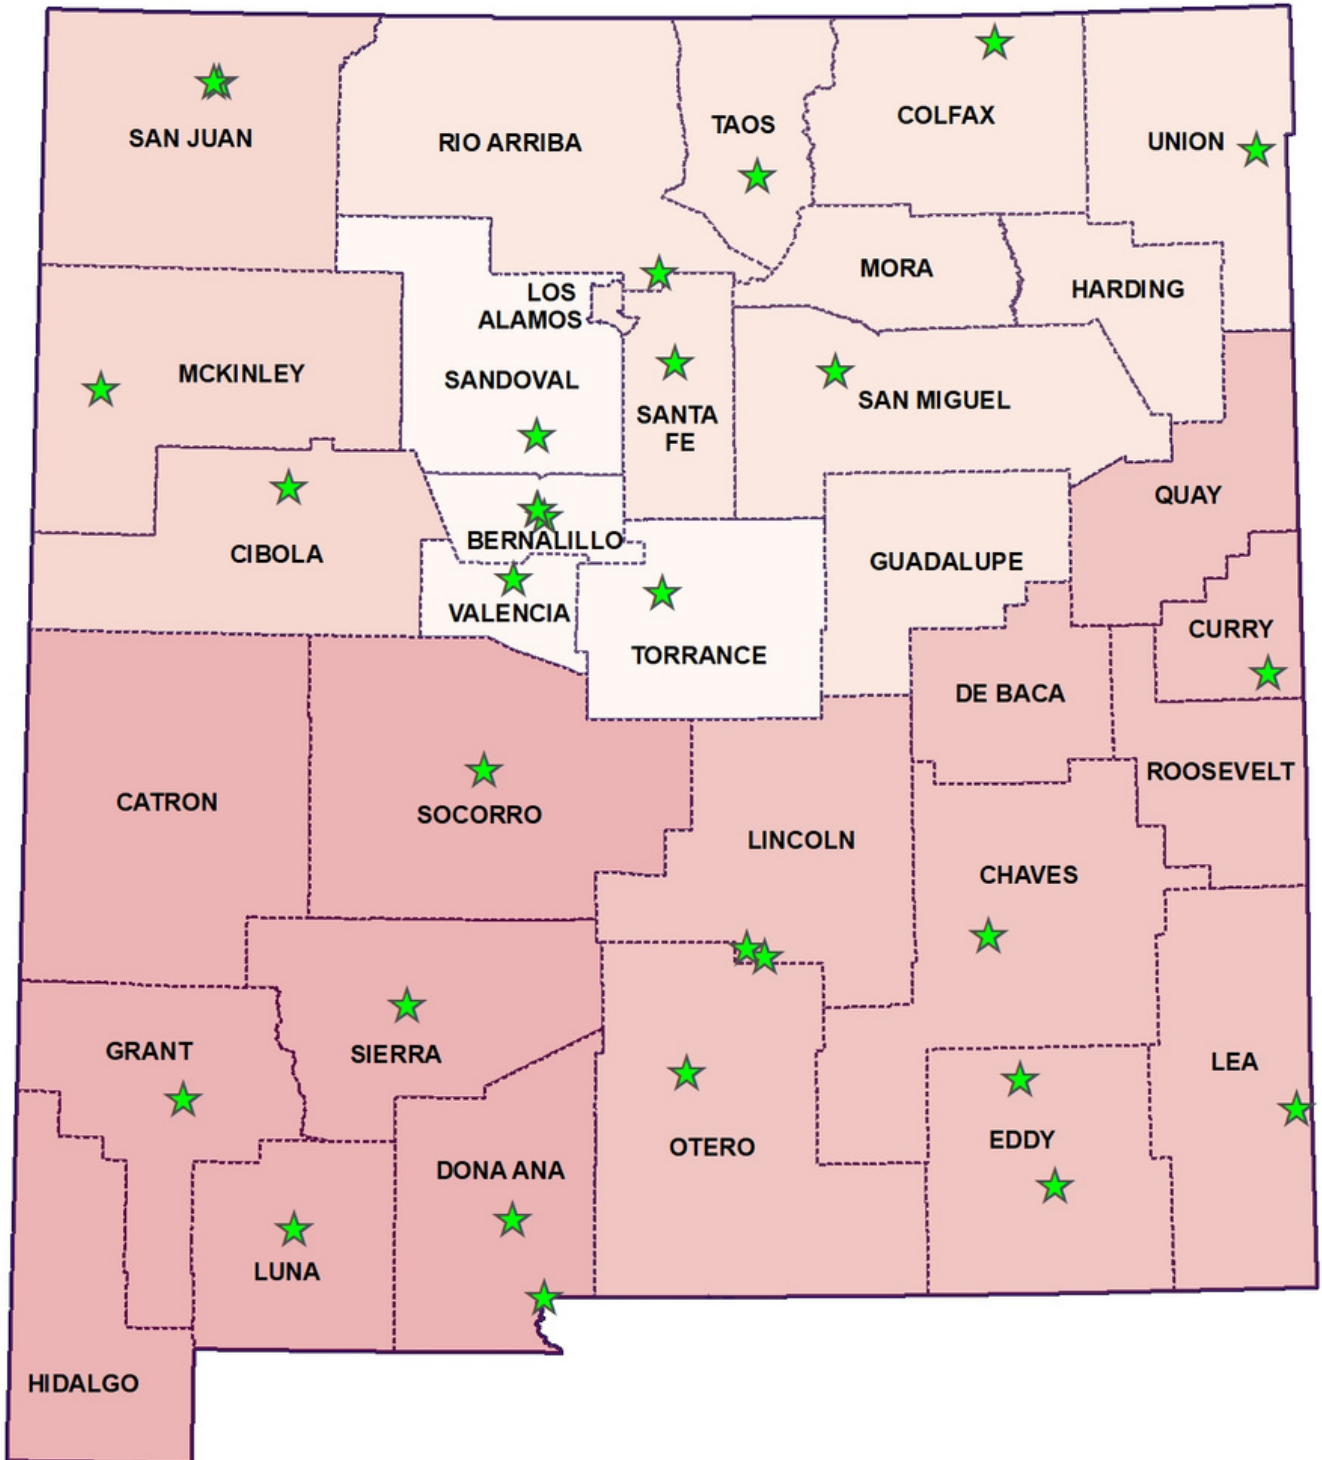 SAN JUAN
RIO ARRIBA
TAOS
COLFAX
UNION
MORA
HARDING
LOS
ALAMOS
MCKINLEY
SANDOVAL
SANTA
FE
SAN MIGUEL
QUAY
CIBOLA
BERNALILLO
GUADALUPE
VALENCIA
TORRANCE
CURRY
DE BACA
ROOSEVELT
CATRON
SOCORRO
LINCOLN
CHAVES
GRANT
SIERRA
LEA
OTERO
EDDY
DONA ANA
LUNA
HIDALGO